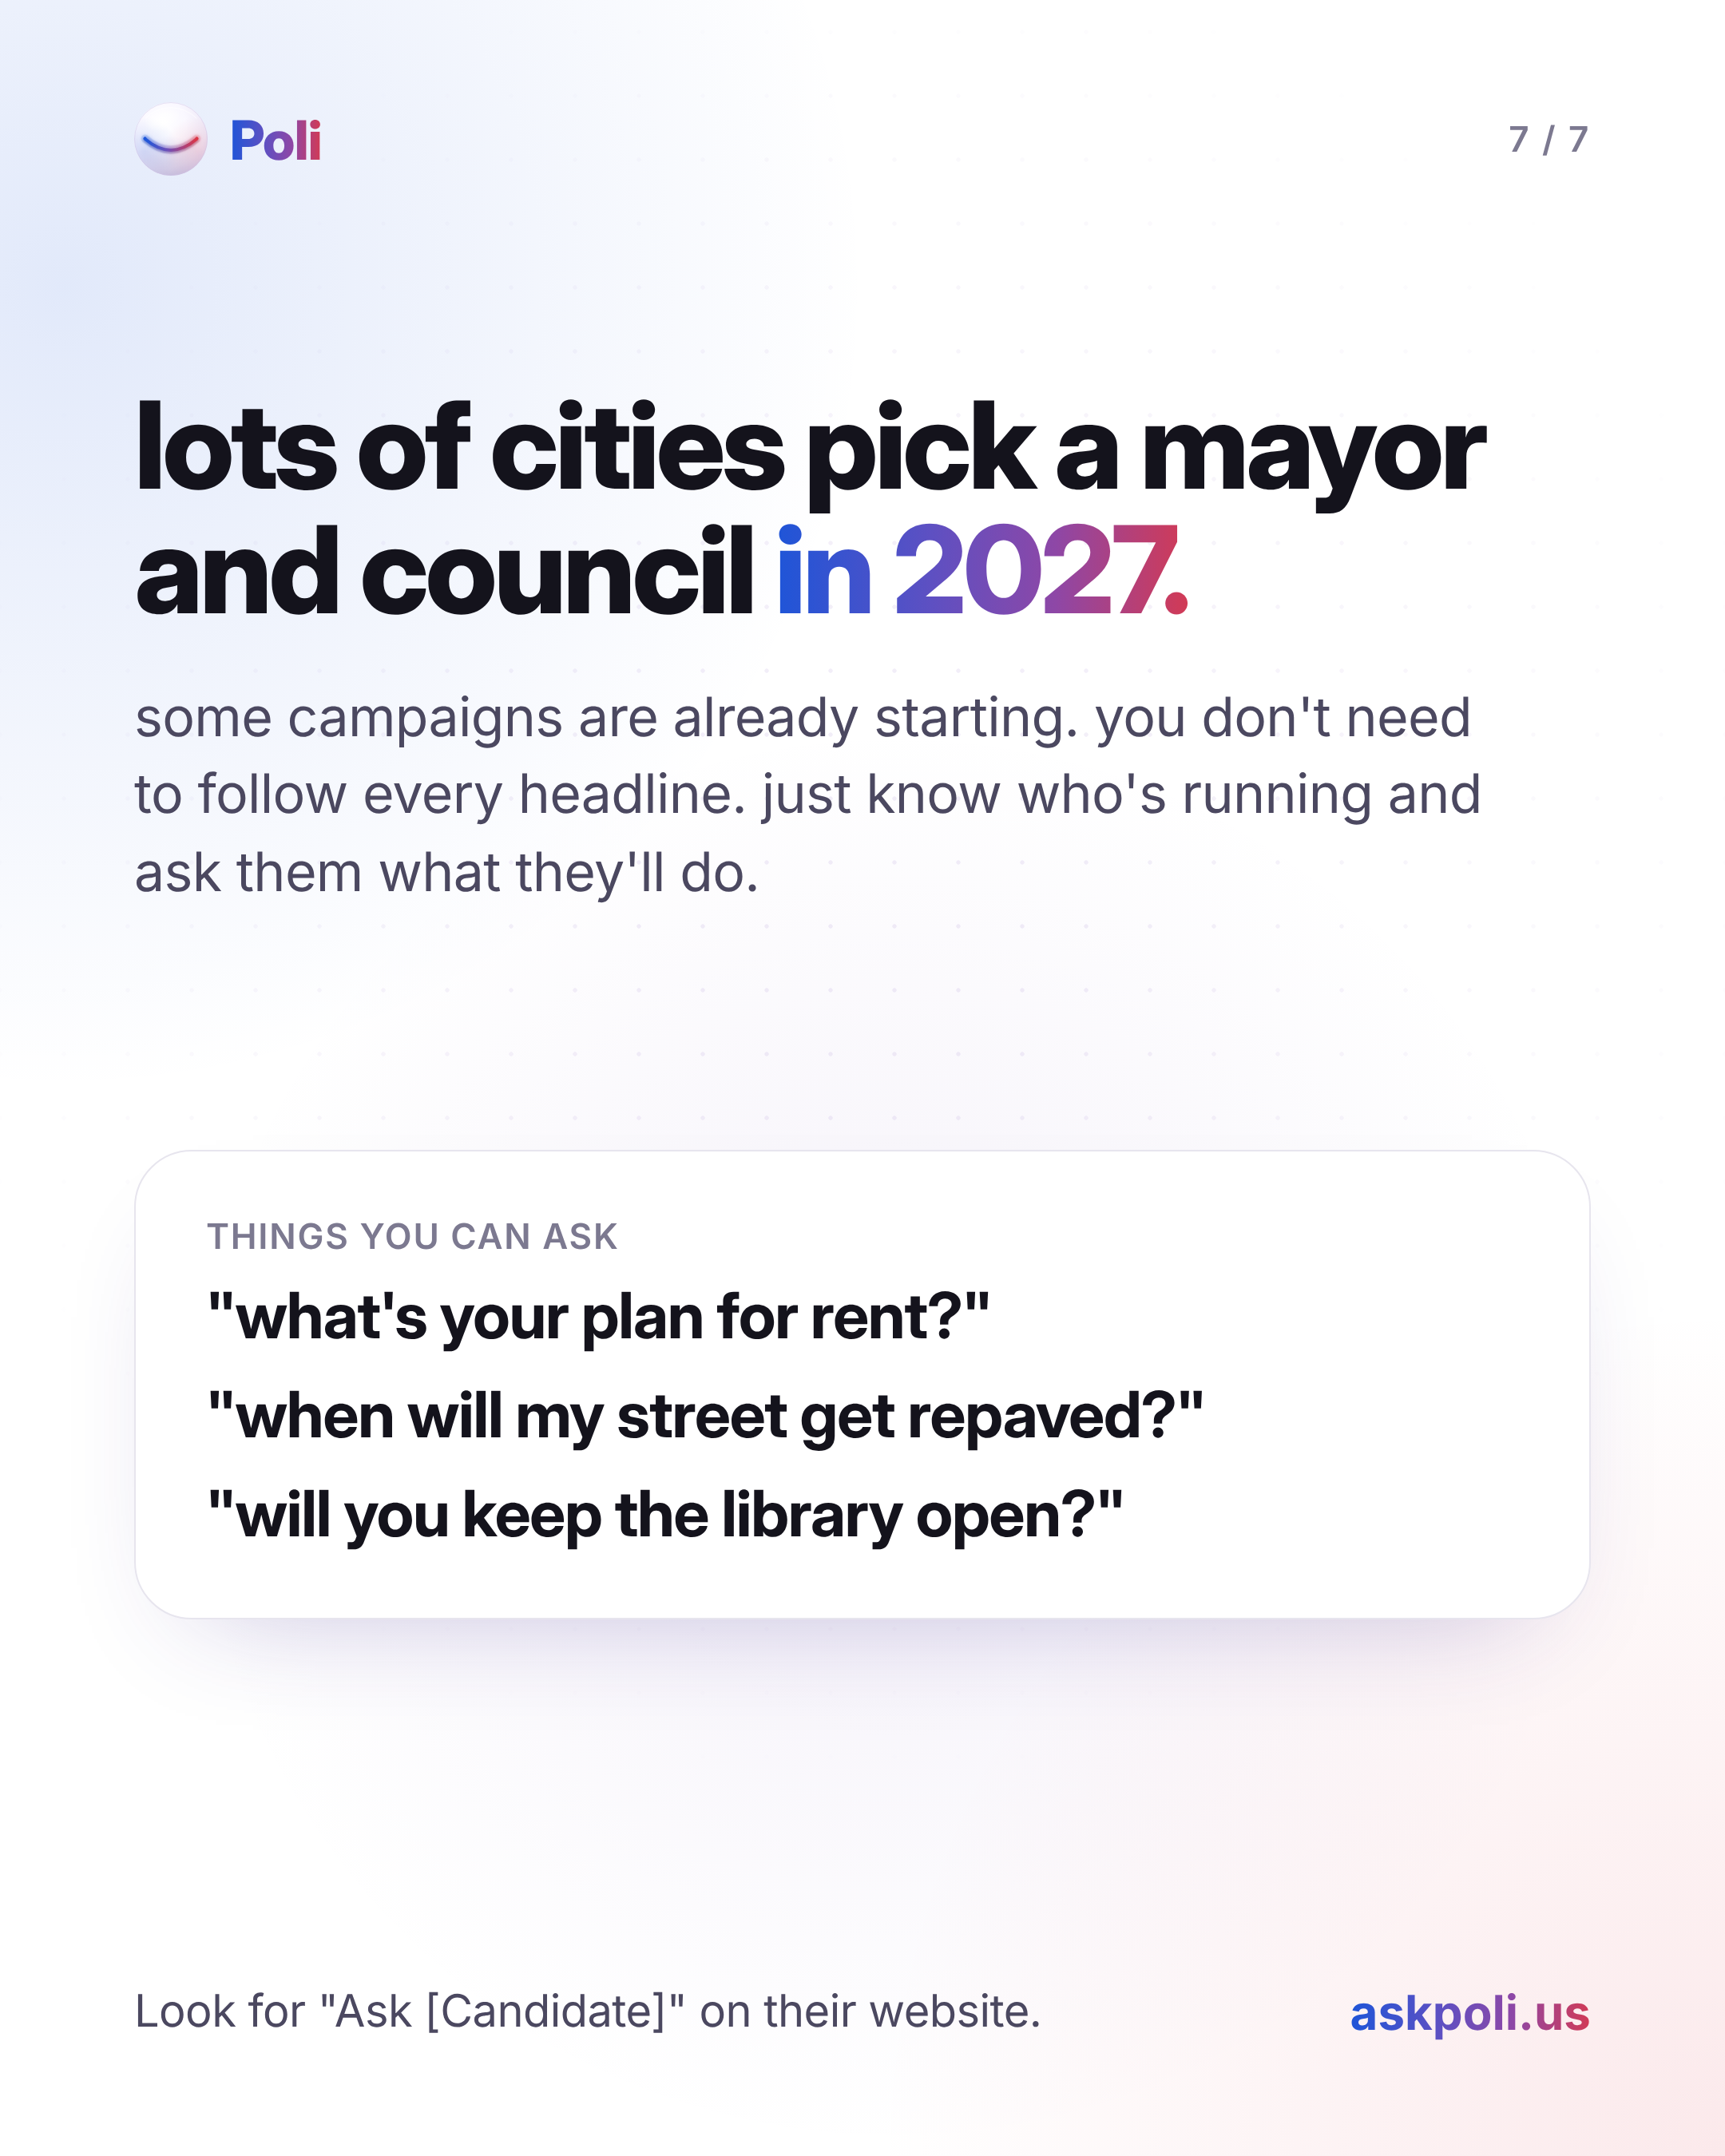 Poli
7 / 7
lots of cities pick a mayor
and council in 2027.
some campaigns are already starting. you don't need
to follow every headline. just know who's running and
ask them what they'll do.
THINGS YOU CAN ASK
"what's your plan for rent?"
"when will my street get repaved?"
"will you keep the library open?"
Look for "Ask [Candidate]" on their website.
askpoli.us